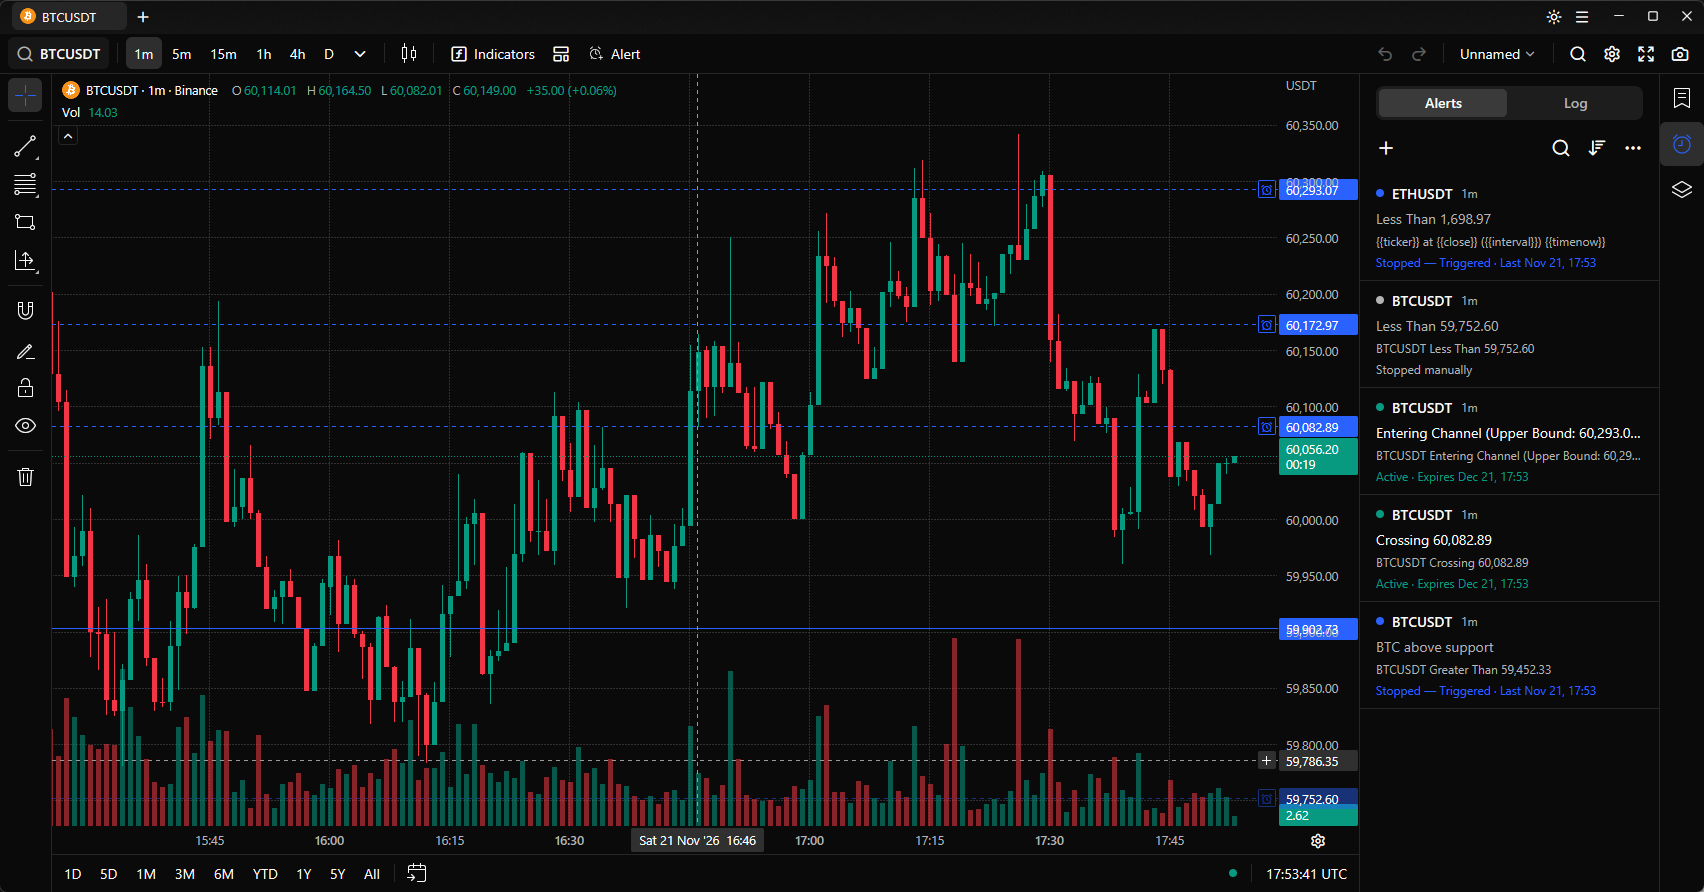 BTCUSDT
BTCUSDT 1m 5m 15m 1h 4h D Indicators Alert Unnamed
BTCUSDT · 1m · Binance O 60,114.01 H 60,164.50 L 60,082.01 C 60,149.00 +35.00 (+0.06%)
Vol 14.03
USDT
60,350.00
60,300.00
60,293.07
60,250.00
60,200.00
60,172.97
60,150.00
60,100.00
60,082.89
60,056.20
00:19
60,000.00
59,950.00
59,902.73
59,900.00
59,850.00
59,800.00
59,786.35
59,752.60
2.62
15:45 16:00 16:15 16:30 Sat 21 Nov '26 16:46 17:00 17:15 17:30 17:45
1D 5D 1M 3M 6M YTD 1Y 5Y All 17:53:41 UTC
Alerts Log
ETHUSDT 1m
Less Than 1,698.97
{{ticker}} at {{close}} ({{interval}}) {{timenow}}
Stopped — Triggered · Last Nov 21, 17:53
BTCUSDT 1m
Less Than 59,752.60
BTCUSDT Less Than 59,752.60
Stopped manually
BTCUSDT 1m
Entering Channel (Upper Bound: 60,293.0...
BTCUSDT Entering Channel (Upper Bound: 60,29...
Active · Expires Dec 21, 17:53
BTCUSDT 1m
Crossing 60,082.89
BTCUSDT Crossing 60,082.89
Active · Expires Dec 21, 17:53
BTCUSDT 1m
BTC above support
BTCUSDT Greater Than 59,452.33
Stopped — Triggered · Last Nov 21, 17:53